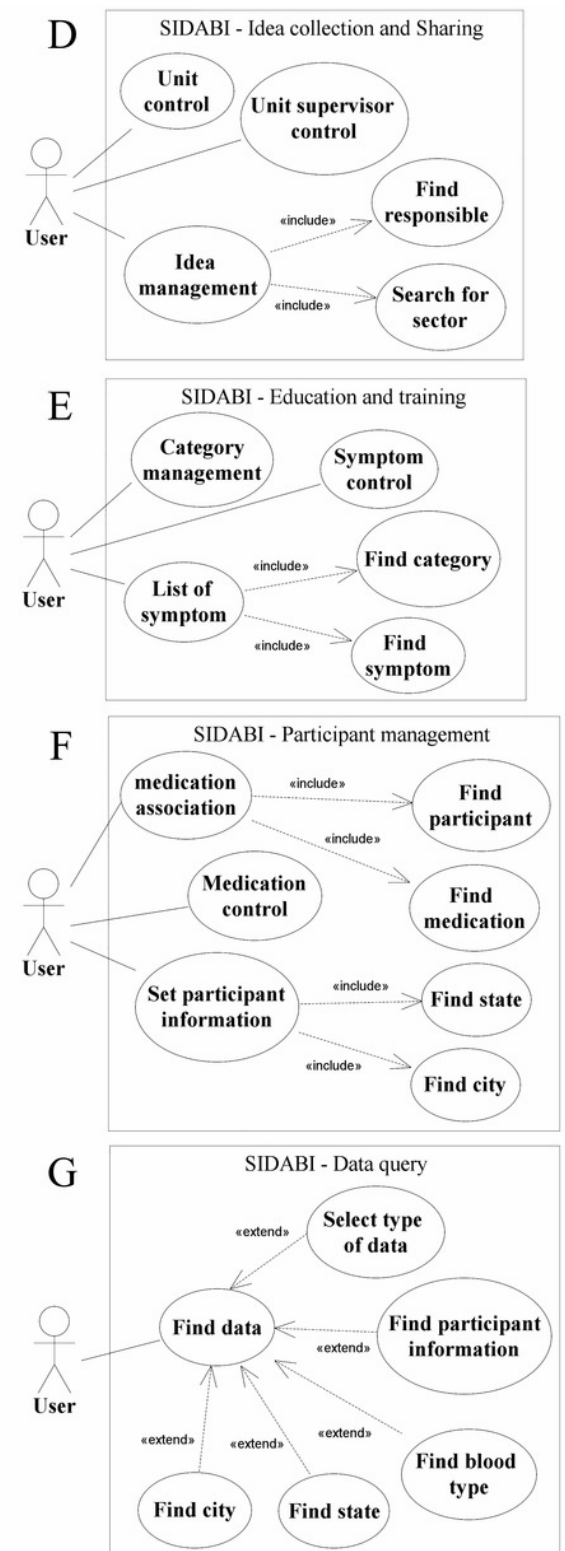 D
SIDABI - Idea collection and Sharing
Unit
control
Unit supervisor
control
User
Idea
management
«include»
«include»
Find
responsible
Search for
sector
E
SIDABI - Education and training
Category
management
Symptom
control
User
List of
symptom
«include»
«include»
Find category
Find
symptom
F
SIDABI - Participant management
medication
association
«include»
«include»
Find
participant
Find
medication
Medication
control
User
Set participant
information
«include»
«include»
Find state
Find city
G
SIDABI - Data query
Select type
of data
«extend»
Find data
Find participant
information
«extend»
User
«extend»
«extend»
«extend»
Find blood
type
Find city
Find state